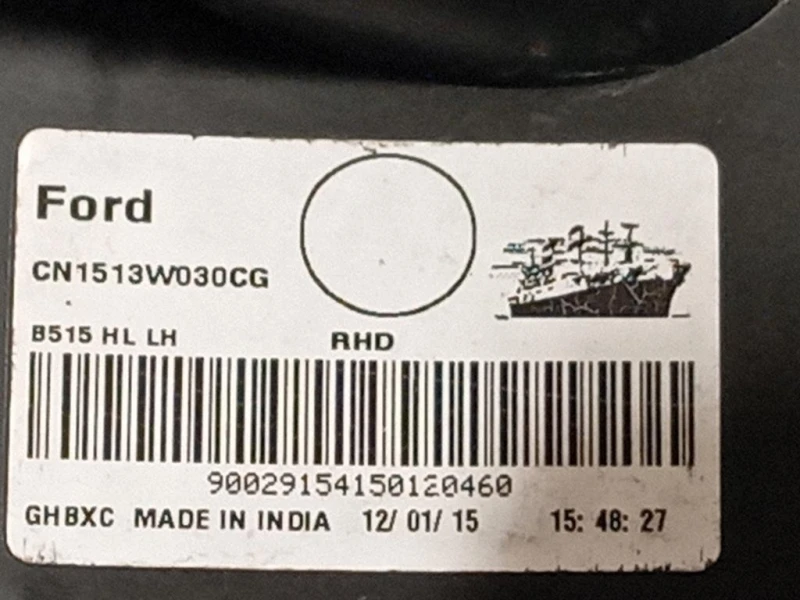 Ford
CN1513W030CG
B515 HL LH RHD
90029154150120460
GHBXC MADE IN INDIA 12/ 01/ 15 15: 48: 27